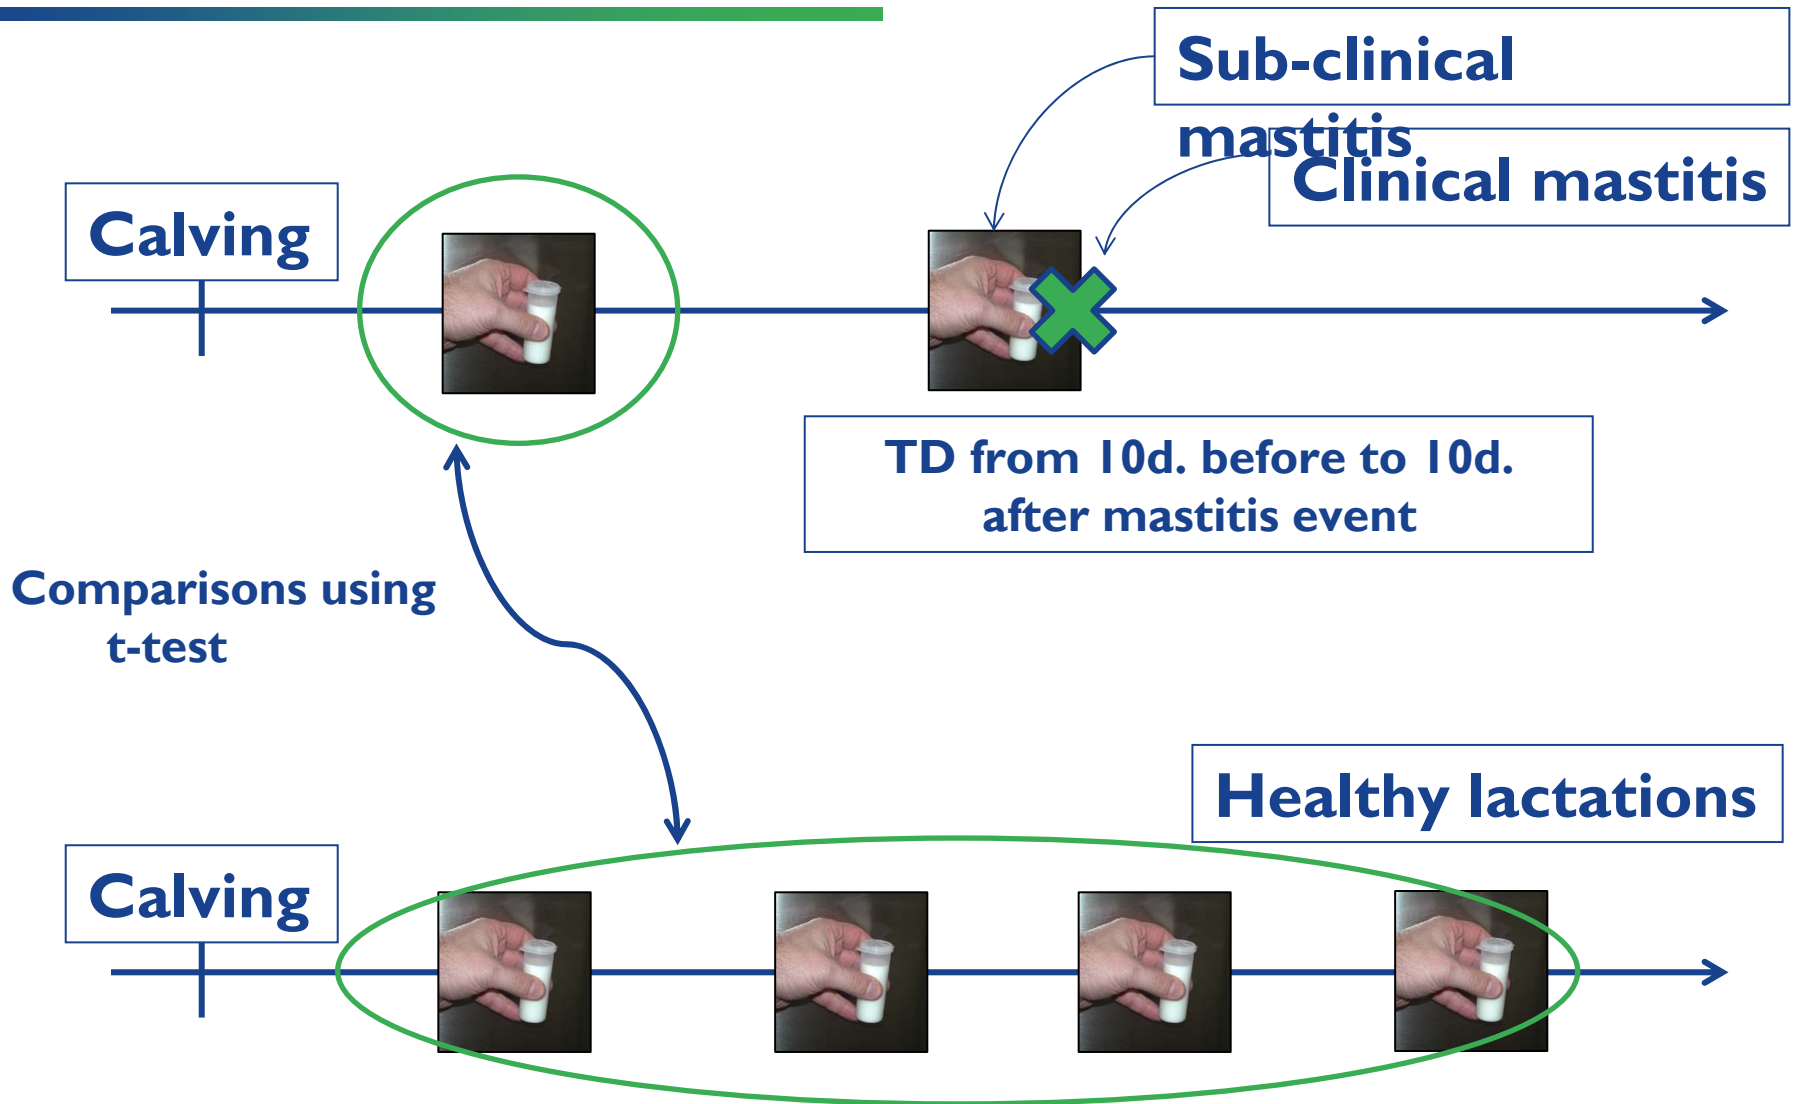 Sub-clinical
mastitis
Clinical mastitis
Calving
TD from 10d. before to 10d.
after mastitis event
Comparisons using
t-test
Healthy lactations
Calving